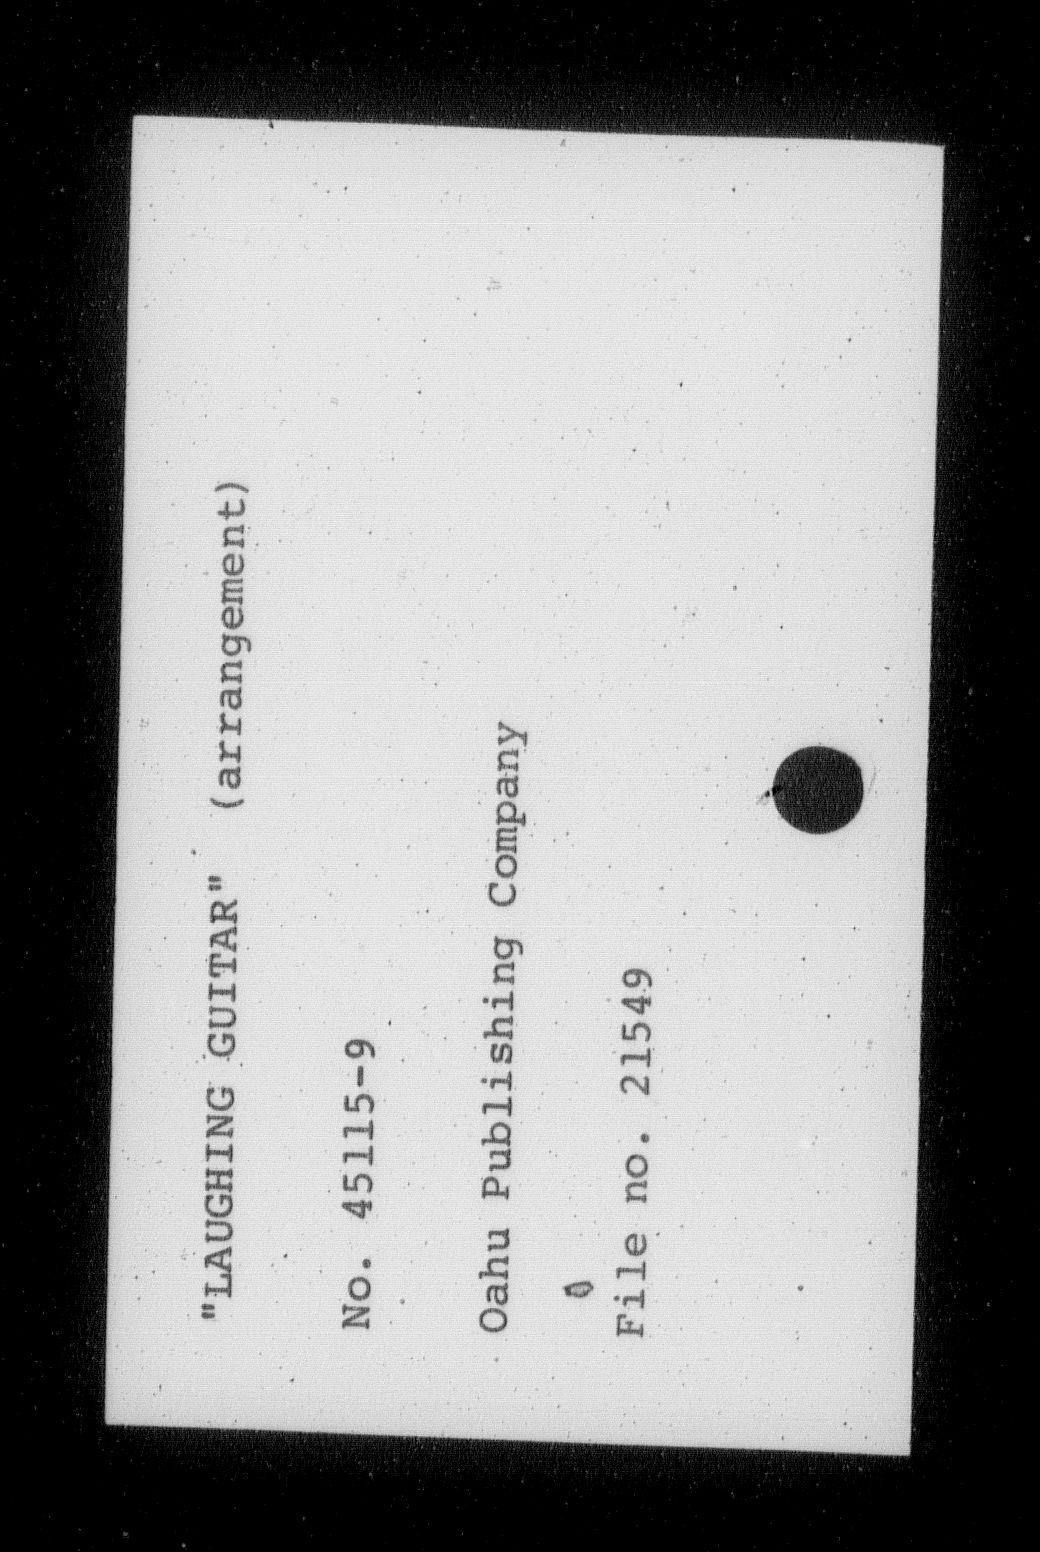 "LAUGHING GUITAR" (arrangement)
No. 45115-9
Oahu Publishing Company
File no. 21549